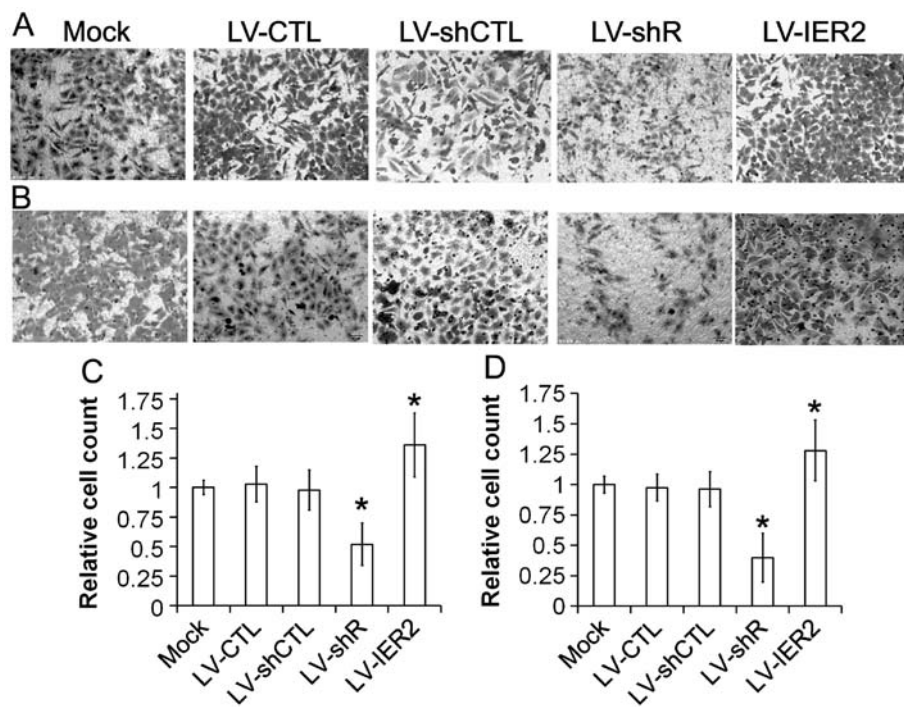 A
Mock LV-CTL LV-shCTL LV-shR LV-IER2
B
C
Relative cell count
1.75
1.5
1.25
1
0.75
0.5
0.25
0
*
*
Mock
LV-CTL
LV-shCTL
LV-shR
LV-IER2
D
Relative cell count
1.75
1.5
1.25
1
0.75
0.5
0.25
0
*
*
Mock
LV-CTL
LV-shCTL
LV-shR
LV-IER2